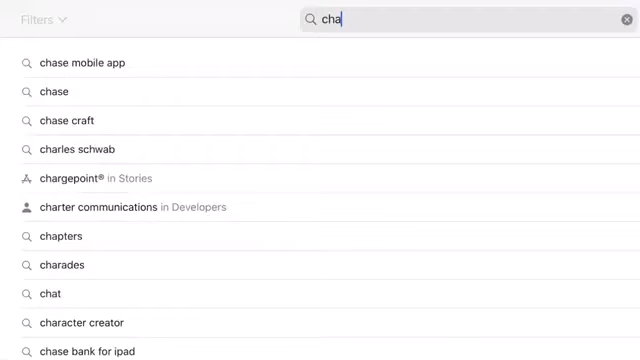 Filters
cha
chase mobile app
chase
chase craft
charles schwab
chargepoint® in Stories
charter communications in Developers
chapters
charades
chat
character creator
chase bank for ipad